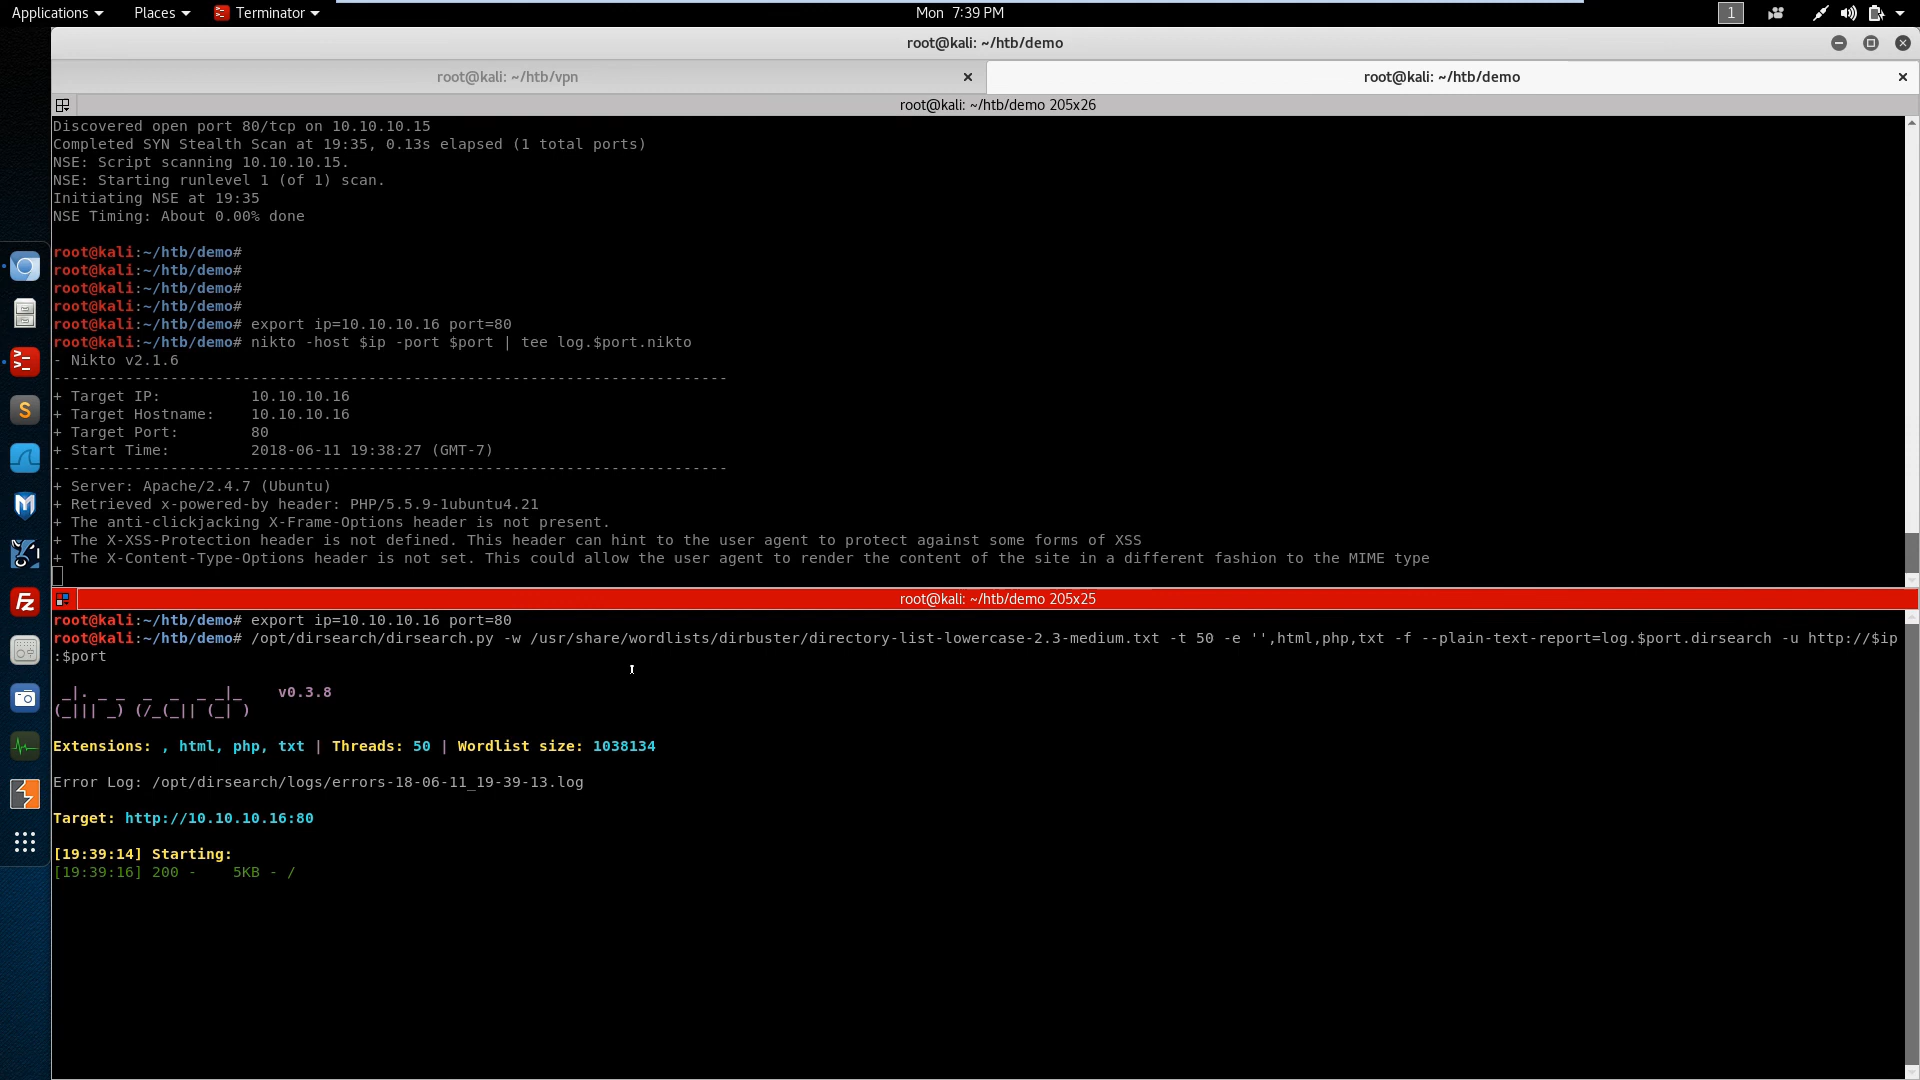 Applications Places Terminator Mon 7:39 PM 1
root@kali: ~/htb/demo
root@kali: ~/htb/vpn root@kali: ~/htb/demo
root@kali: ~/htb/demo 205x26
Discovered open port 80/tcp on 10.10.10.15
Completed SYN Stealth Scan at 19:35, 0.13s elapsed (1 total ports)
NSE: Script scanning 10.10.10.15.
NSE: Starting runlevel 1 (of 1) scan.
Initiating NSE at 19:35
NSE Timing: About 0.00% done
root@kali:~/htb/demo#
root@kali:~/htb/demo#
root@kali:~/htb/demo#
root@kali:~/htb/demo#
root@kali:~/htb/demo# export ip=10.10.10.16 port=80
root@kali:~/htb/demo# nikto -host $ip -port $port | tee log.$port.nikto
- Nikto v2.1.6
---------------------------------------------------------------------------
+ Target IP:          10.10.10.16
+ Target Hostname:    10.10.10.16
+ Target Port:        80
+ Start Time:         2018-06-11 19:38:27 (GMT-7)
---------------------------------------------------------------------------
+ Server: Apache/2.4.7 (Ubuntu)
+ Retrieved x-powered-by header: PHP/5.5.9-1ubuntu4.21
+ The anti-clickjacking X-Frame-Options header is not present.
+ The X-XSS-Protection header is not defined. This header can hint to the user agent to protect against some forms of XSS
+ The X-Content-Type-Options header is not set. This could allow the user agent to render the content of the site in a different fashion to the MIME type
root@kali: ~/htb/demo 205x25
root@kali:~/htb/demo# export ip=10.10.10.16 port=80
root@kali:~/htb/demo# /opt/dirsearch/dirsearch.py -w /usr/share/wordlists/dirbuster/directory-list-lowercase-2.3-medium.txt -t 50 -e '',html,php,txt -f --plain-text-report=log.$port.dirsearch -u http://$ip
:$port
 _|. _ _  _  _  _ _|_    v0.3.8
(_||| _) (/_(_|| (_| )
Extensions: , html, php, txt | Threads: 50 | Wordlist size: 1038134
Error Log: /opt/dirsearch/logs/errors-18-06-11_19-39-13.log
Target: http://10.10.10.16:80
[19:39:14] Starting:
[19:39:16] 200 -    5KB - /